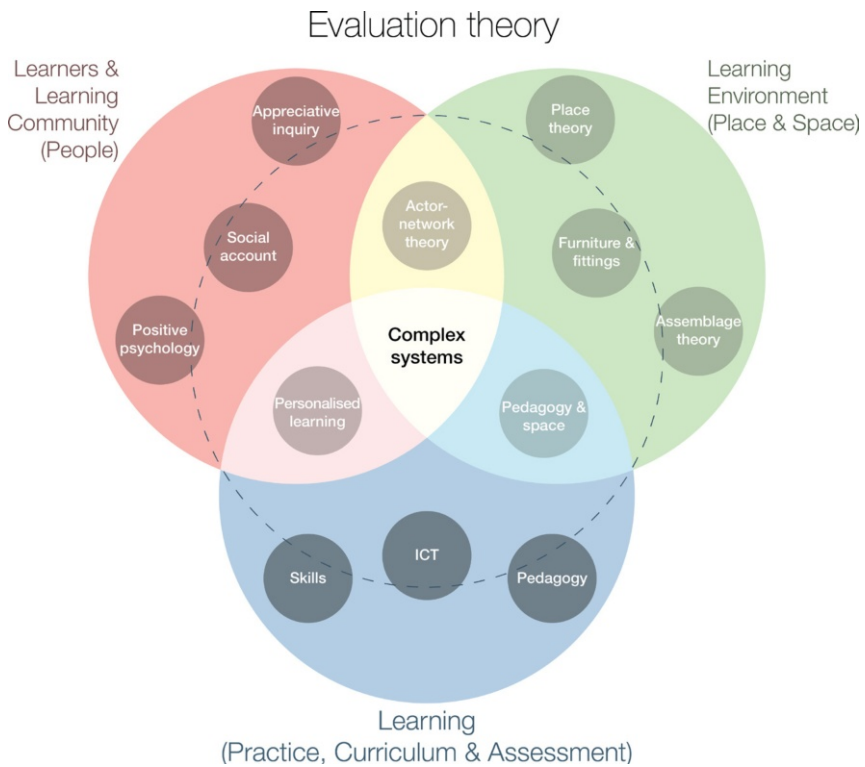 Evaluation theory
Learners &
Learning
Community
(People)
Learning
Environment
(Place & Space)
Appreciative
inquiry
Place
theory
Social
account
Actor-
network
theory
Furniture &
fittings
Positive
psychology
Complex
systems
Assemblage
theory
Personalised
learning
Pedagogy &
space
Skills
ICT
Pedagogy
Learning
(Practice, Curriculum & Assessment)